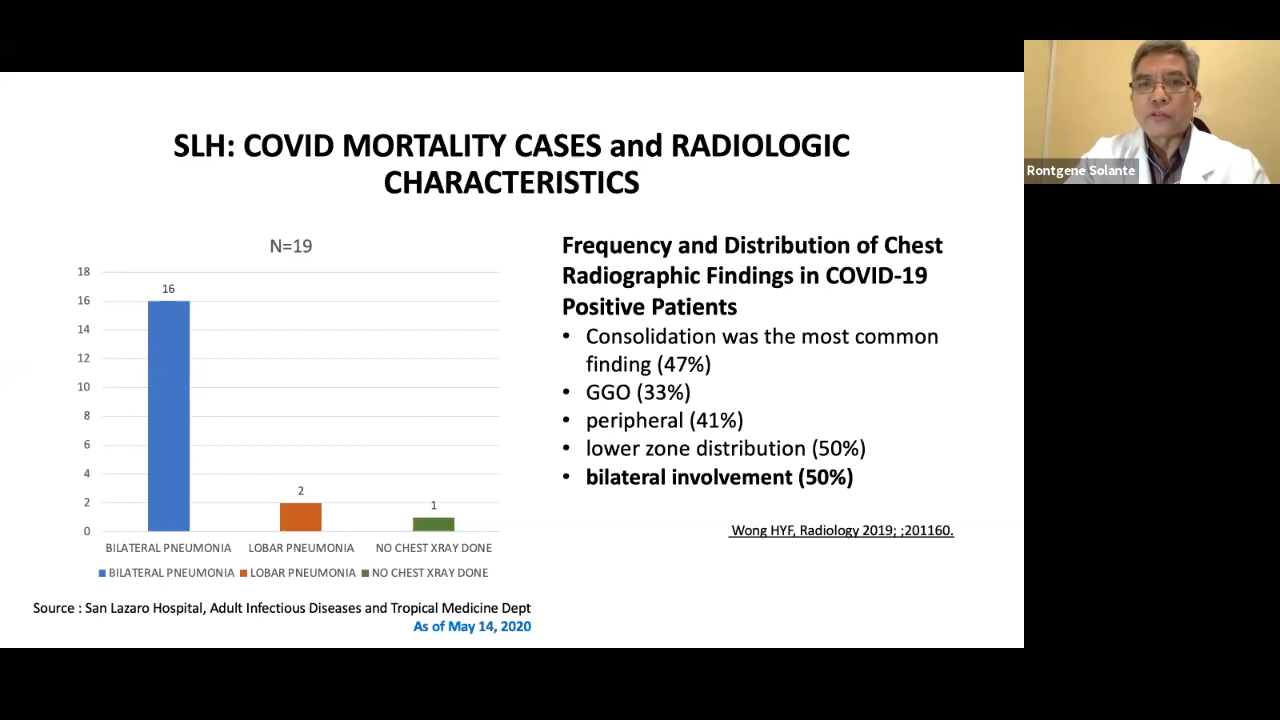 SLH: COVID MORTALITY CASES and RADIOLOGIC
CHARACTERISTICS
N=19
18
16
14
12
10
8
6
4
2
0
16
2
1
BILATERAL PNEUMONIA
LOBAR PNEUMONIA
NO CHEST XRAY DONE
BILATERAL PNEUMONIA
LOBAR PNEUMONIA
NO CHEST XRAY DONE
Source : San Lazaro Hospital, Adult Infectious Diseases and Tropical Medicine Dept
As of May 14, 2020
Frequency and Distribution of Chest
Radiographic Findings in COVID-19
Positive Patients
• Consolidation was the most common
finding (47%)
• GGO (33%)
• peripheral (41%)
• lower zone distribution (50%)
• bilateral involvement (50%)
Wong HYF, Radiology 2019; ;201160.
Rontgene Solante